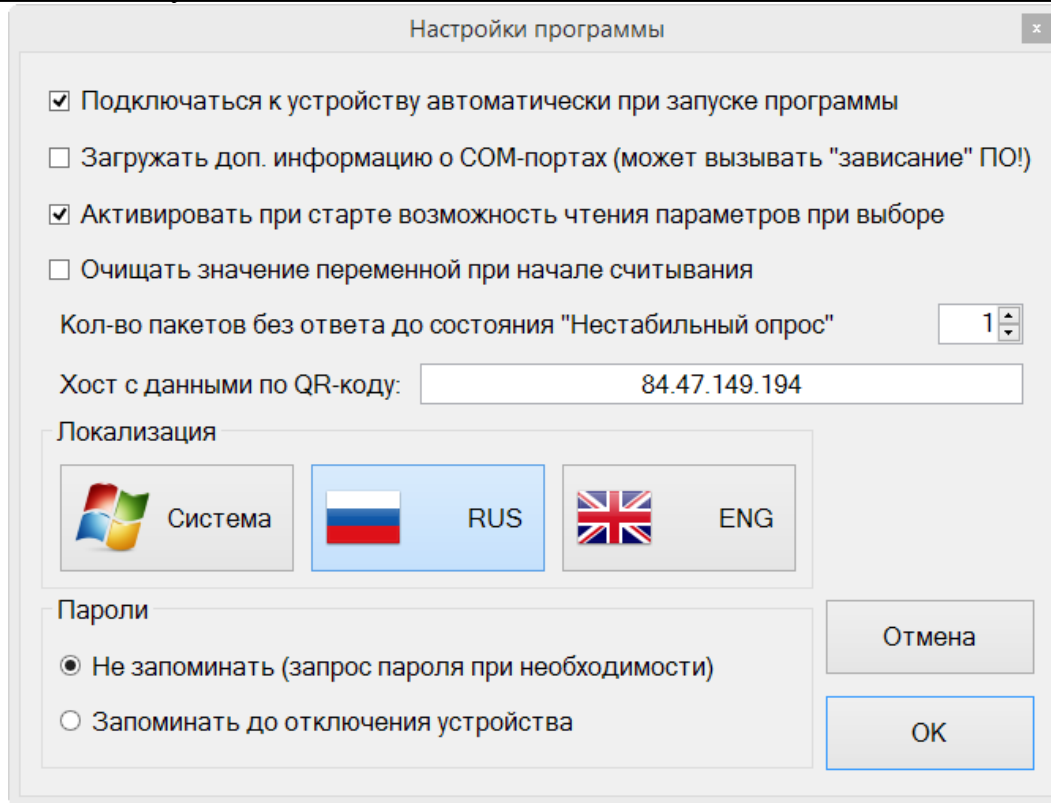 Настройки программы
x
Подключаться к устройству автоматически при запуске программы
Загружать доп. информацию о COM-портах (может вызывать "зависание" ПО!)
Активировать при старте возможность чтения параметров при выборе
Очищать значение переменной при начале считывания
Кол-во пакетов без ответа до состояния "Нестабильный опрос" 1
Хост с данными по QR-коду: 84.47.149.194
Локализация
Система RUS ENG
Пароли
Не запоминать (запрос пароля при необходимости)
Запоминать до отключения устройства
Отмена
OK